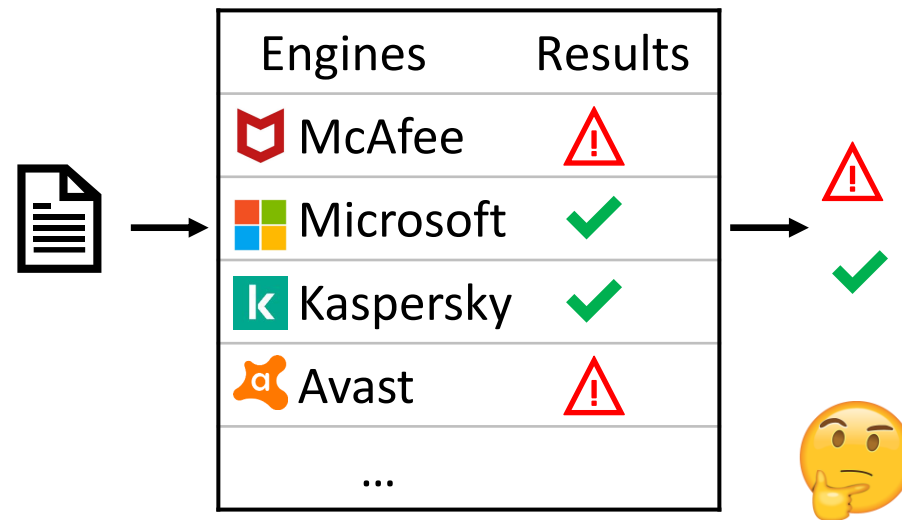 Engines Results
McAfee
Microsoft
Kaspersky
Avast
...